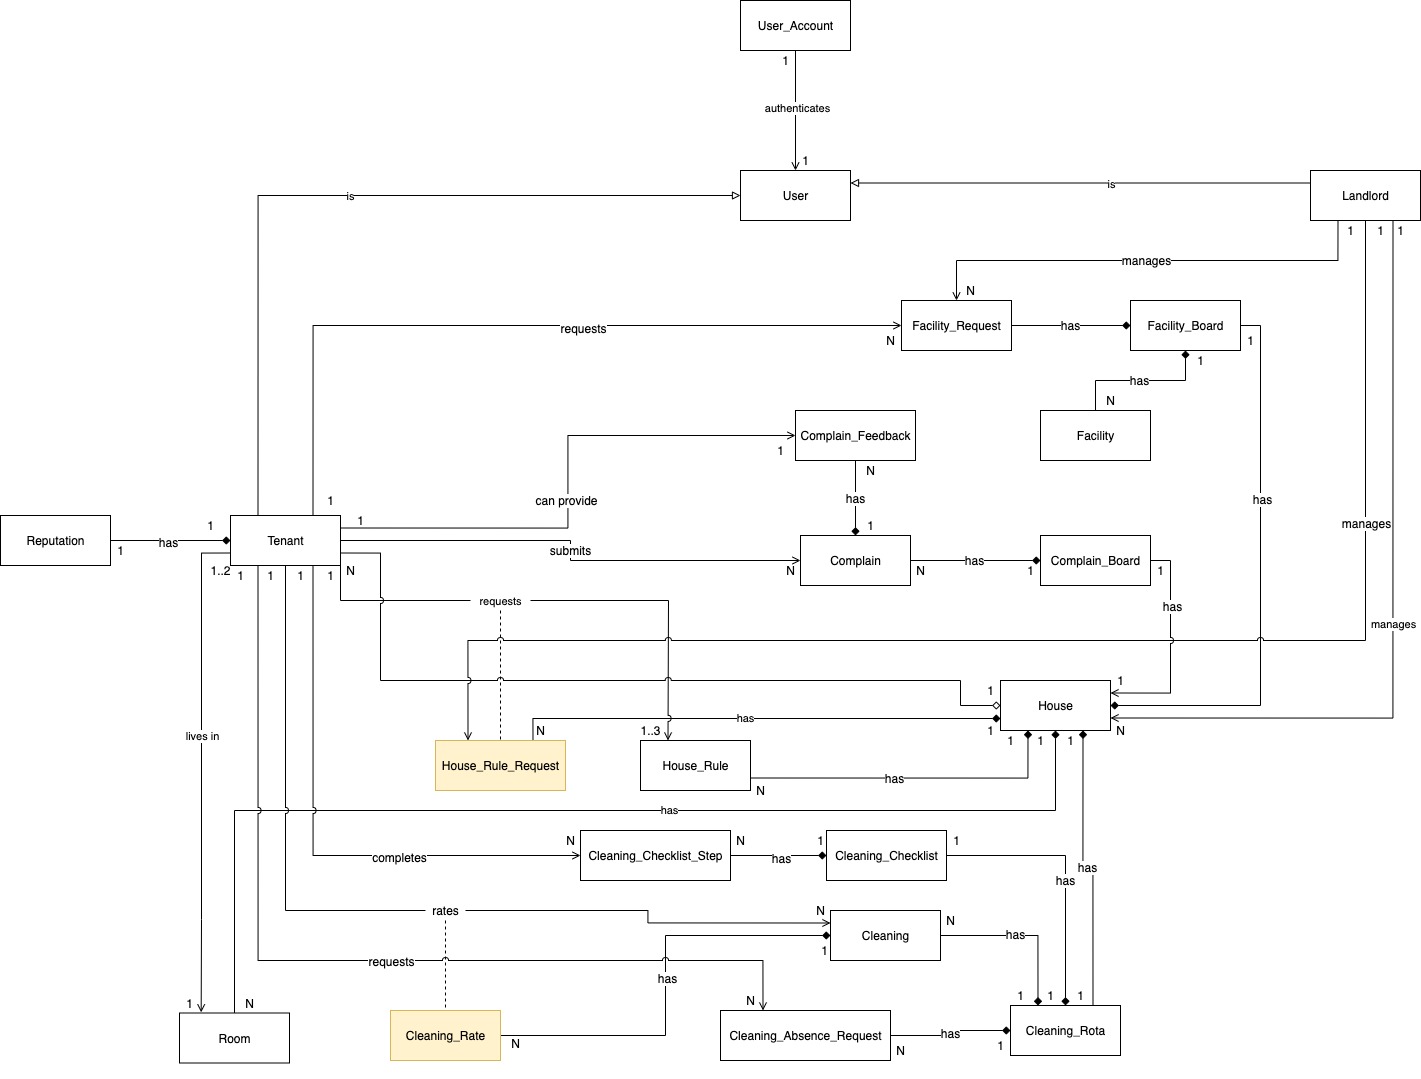 User_Account
1
authenticates
1
User
is
is
Landlord
1
1
1
manages
N
requests
N
Facility_Request
has
Facility_Board
1
1
has
N
Facility
Complain_Feedback
1
N
can provide
has
has
1
manages
1
1
Reputation
1
has
1
Tenant
submits
N
Complain
N
has
1
Complain_Board
1
1..2
1
1
1
1
N
requests
has
manages
1
1
House
has
N
1
1
1
1
N
lives in
N
1..3
House_Rule_Request
House_Rule
N
has
has
completes
N
Cleaning_Checklist_Step
N
has
1
Cleaning_Checklist
1
has
has
rates
N
Cleaning
N
1
has
requests
has
N
1
N
Room
Cleaning_Rate
N
Cleaning_Absence_Request
N
has
1
1
1
1
Cleaning_Rota